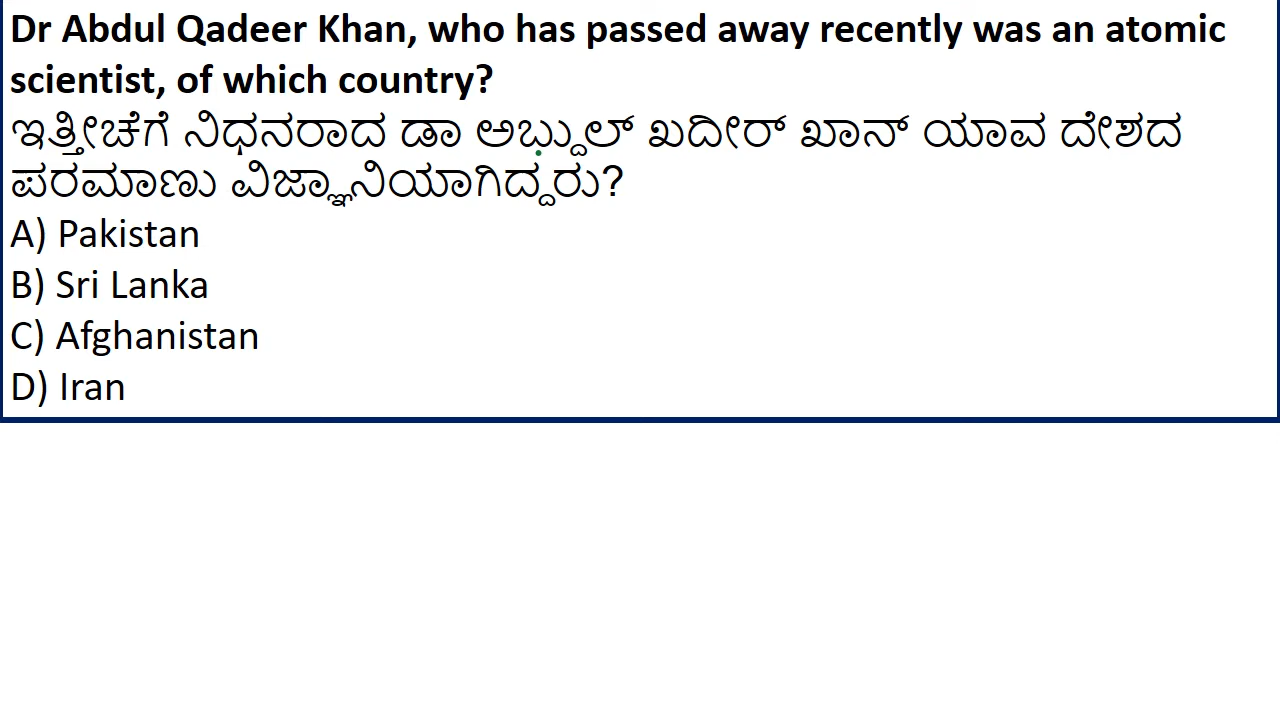 Dr Abdul Qadeer Khan, who has passed away recently was an atomic
scientist, of which country?
ಇತ್ತೀಚೆಗೆ ನಿಧನರಾದ ಡಾ ಅಬ್ದುಲ್ ಖದೀರ್ ಖಾನ್ ಯಾವ ದೇಶದ
ಪರಮಾಣು ವಿಜ್ಞಾನಿಯಾಗಿದ್ದರು?
A) Pakistan
B) Sri Lanka
C) Afghanistan
D) Iran